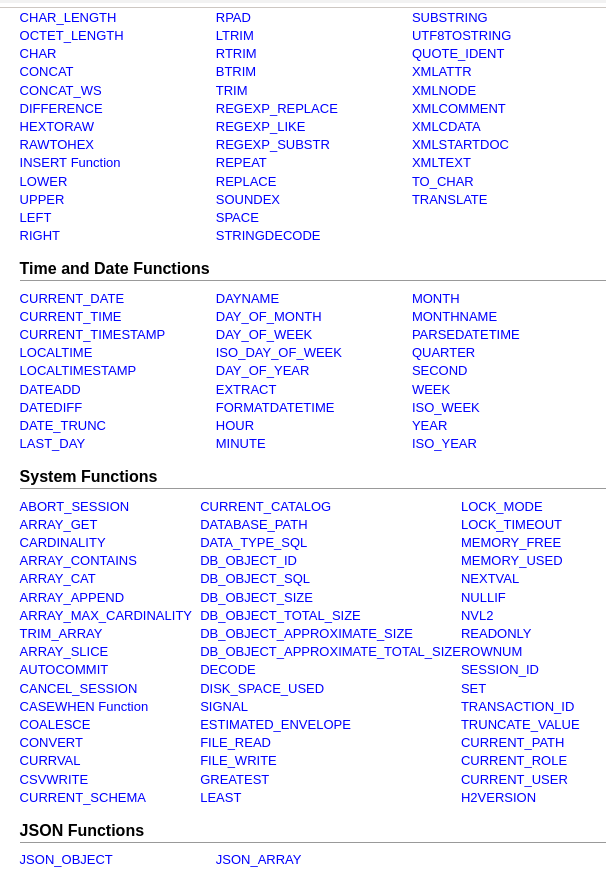 CHAR_LENGTH RPAD SUBSTRING
OCTET_LENGTH LTRIM UTF8TOSTRING
CHAR RTRIM QUOTE_IDENT
CONCAT BTRIM XMLATTR
CONCAT_WS TRIM XMLNODE
DIFFERENCE REGEXP_REPLACE XMLCOMMENT
HEXTORAW REGEXP_LIKE XMLCDATA
RAWTOHEX REGEXP_SUBSTR XMLSTARTDOC
INSERT Function REPEAT XMLTEXT
LOWER REPLACE TO_CHAR
UPPER SOUNDEX TRANSLATE
LEFT SPACE
RIGHT STRINGDECODE
Time and Date Functions
CURRENT_DATE DAYNAME MONTH
CURRENT_TIME DAY_OF_MONTH MONTHNAME
CURRENT_TIMESTAMP DAY_OF_WEEK PARSEDATETIME
LOCALTIME ISO_DAY_OF_WEEK QUARTER
LOCALTIMESTAMP DAY_OF_YEAR SECOND
DATEADD EXTRACT WEEK
DATEDIFF FORMATDATETIME ISO_WEEK
DATE_TRUNC HOUR YEAR
LAST_DAY MINUTE ISO_YEAR
System Functions
ABORT_SESSION CURRENT_CATALOG LOCK_MODE
ARRAY_GET DATABASE_PATH LOCK_TIMEOUT
CARDINALITY DATA_TYPE_SQL MEMORY_FREE
ARRAY_CONTAINS DB_OBJECT_ID MEMORY_USED
ARRAY_CAT DB_OBJECT_SQL NEXTVAL
ARRAY_APPEND DB_OBJECT_SIZE NULLIF
ARRAY_MAX_CARDINALITY DB_OBJECT_TOTAL_SIZE NVL2
TRIM_ARRAY DB_OBJECT_APPROXIMATE_SIZE READONLY
ARRAY_SLICE DB_OBJECT_APPROXIMATE_TOTAL_SIZE ROWNUM
AUTOCOMMIT DECODE SESSION_ID
CANCEL_SESSION DISK_SPACE_USED SET
CASEWHEN Function SIGNAL TRANSACTION_ID
COALESCE ESTIMATED_ENVELOPE TRUNCATE_VALUE
CONVERT FILE_READ CURRENT_PATH
CURRVAL FILE_WRITE CURRENT_ROLE
CSVWRITE GREATEST CURRENT_USER
CURRENT_SCHEMA LEAST H2VERSION
JSON Functions
JSON_OBJECT JSON_ARRAY